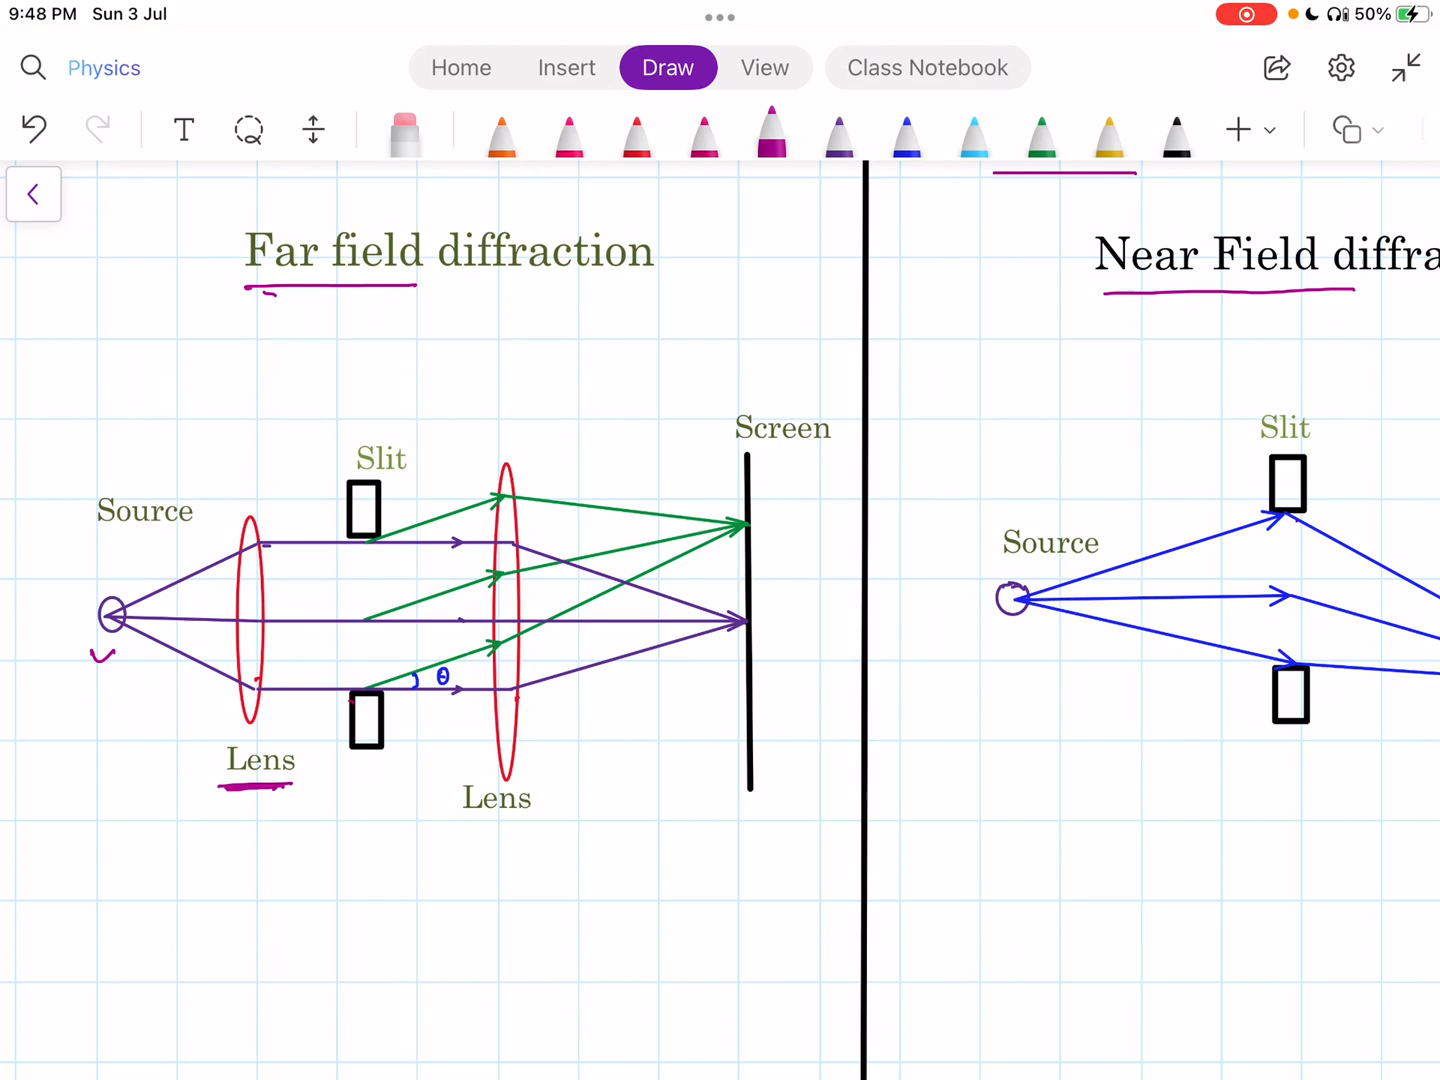 9:48 PM Sun 3 Jul
50%
Physics
Home Insert Draw View Class Notebook
T
Far field diffraction
Near Field diffra
Screen
Slit
Slit
Source
Source
θ
Lens
Lens